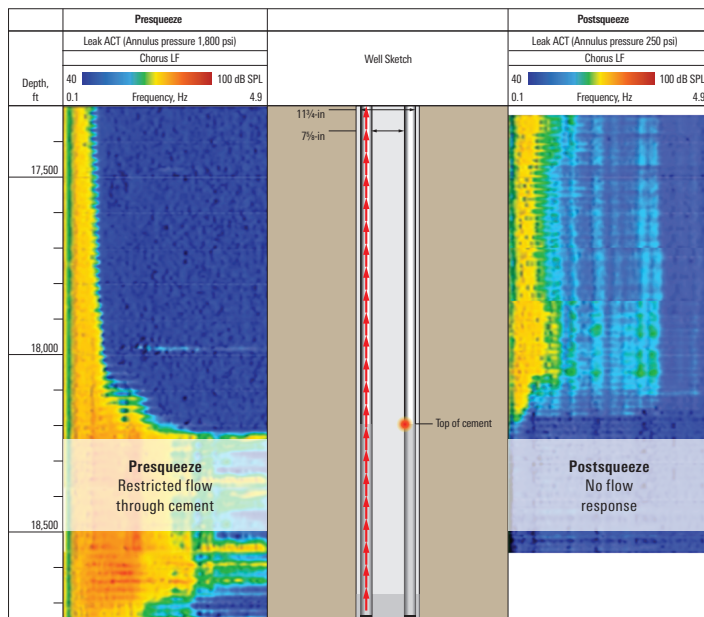 Presqueeze
Postsqueeze
Leak ACT (Annulus pressure 1,800 psi)
Leak ACT (Annulus pressure 250 psi)
Chorus LF
Well Sketch
Chorus LF
Depth,
ft
40 100 dB SPL
0.1 Frequency, Hz 4.9
40 100 dB SPL
0.1 Frequency, Hz 4.9
11¾-in
7⅝-in
17,500
18,000
Top of cement
Presqueeze
Restricted flow
through cement
Postsqueeze
No flow
response
18,500